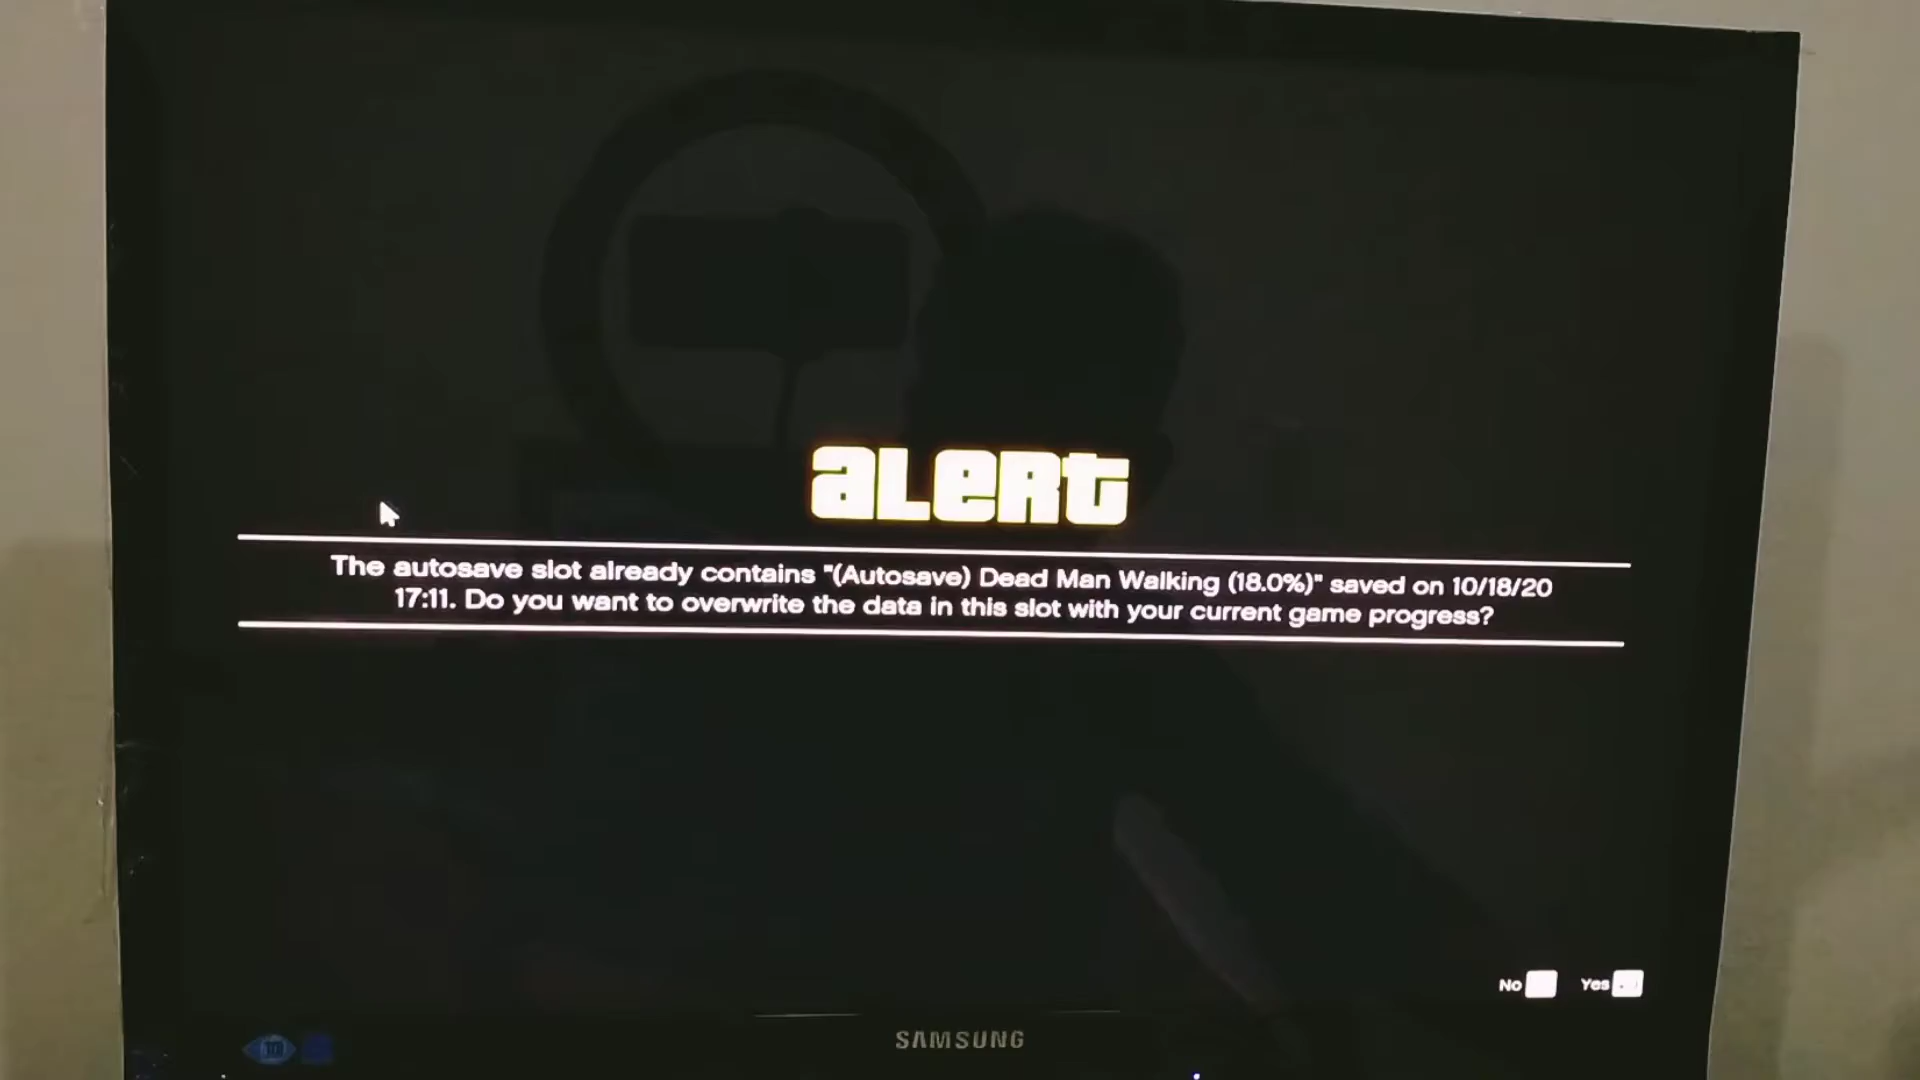 aLeRt
The autosave slot already contains "(Autosave) Dead Man Walking (18.0%)" saved on 10/18/20
17:11. Do you want to overwrite the data in this slot with your current game progress?
No Yes
SAMSUNG